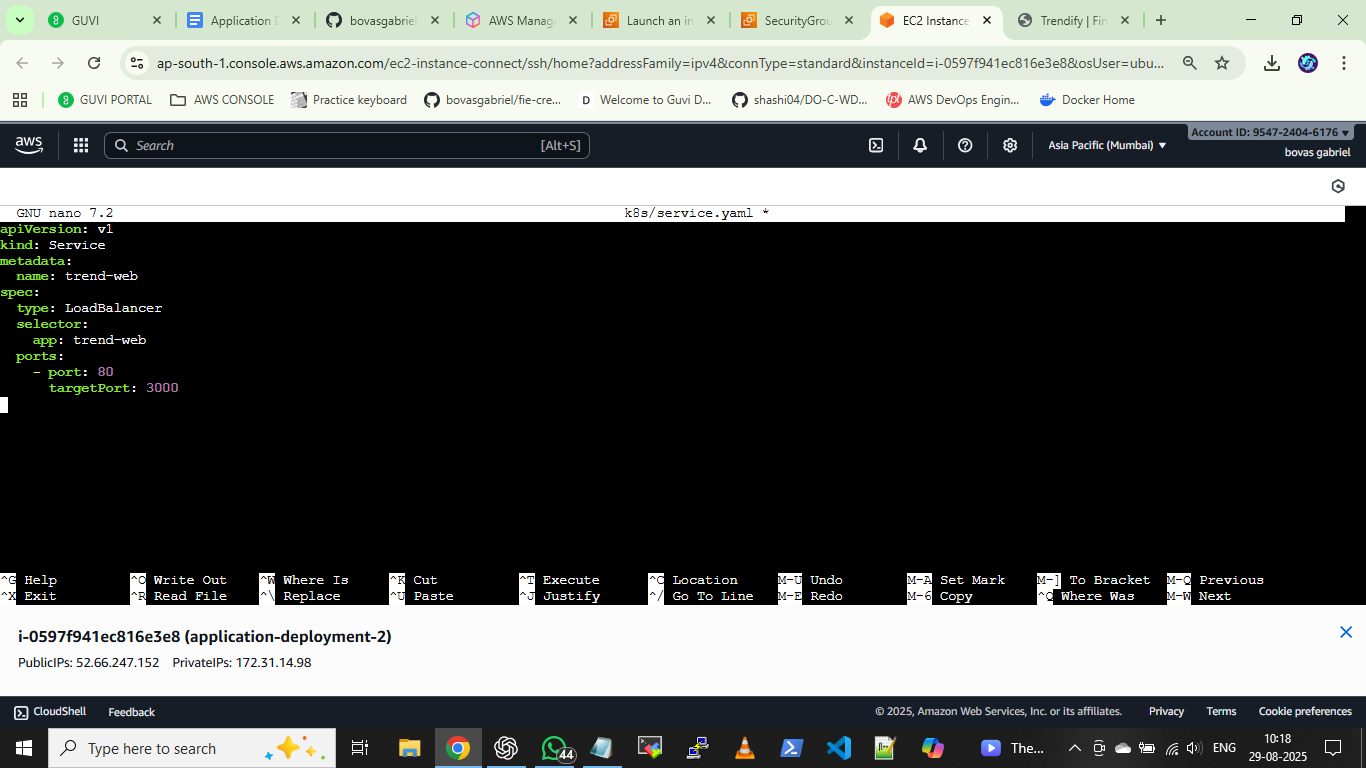 GUVI
Application D
bovasgabriel
AWS Manag
Launch an in
SecurityGrou
EC2 Instance
Trendify | Fin
ap-south-1.console.aws.amazon.com/ec2-instance-connect/ssh/home?addressFamily=ipv4&connType=standard&instanceId=i-0597f941ec816e3e8&osUser=ubu...
GUVI PORTAL
AWS CONSOLE
Practice keyboard
bovasgabriel/fie-cre...
Welcome to Guvi D...
shashi04/DO-C-WD...
AWS DevOps Engin...
Docker Home
aws
Search
[Alt+S]
Asia Pacific (Mumbai)
Account ID: 9547-2404-6176
bovas gabriel
GNU nano 7.2 k8s/service.yaml *
apiVersion: v1
kind: Service
metadata:
name: trend-web
spec:
type: LoadBalancer
selector:
app: trend-web
ports:
- port: 80
targetPort: 3000
^G Help ^O Write Out ^W Where Is ^K Cut ^T Execute ^C Location M-U Undo M-A Set Mark M-] To Bracket M-Q Previous
^X Exit ^R Read File ^\ Replace ^U Paste ^J Justify ^/ Go To Line M-E Redo M-6 Copy ^Q Where Was M-W Next
i-0597f941ec816e3e8 (application-deployment-2)
PublicIPs: 52.66.247.152 PrivateIPs: 172.31.14.98
CloudShell Feedback © 2025, Amazon Web Services, Inc. or its affiliates. Privacy Terms Cookie preferences
Type here to search
44
The...
ENG
10:18
29-08-2025